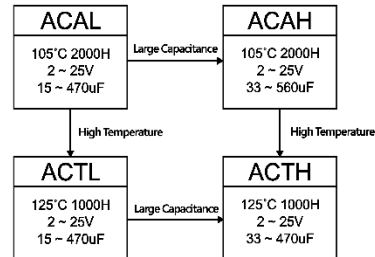 ACAL
105°C 2000H
2 ~ 25V
15 ~ 470uF
Large Capacitance
ACAH
105°C 2000H
2 ~ 25V
33 ~ 560uF
High Temperature
High Temperature
ACTL
125°C 1000H
2 ~ 25V
15 ~ 470uF
Large Capacitance
ACTH
125°C 1000H
2 ~ 25V
33 ~ 470uF